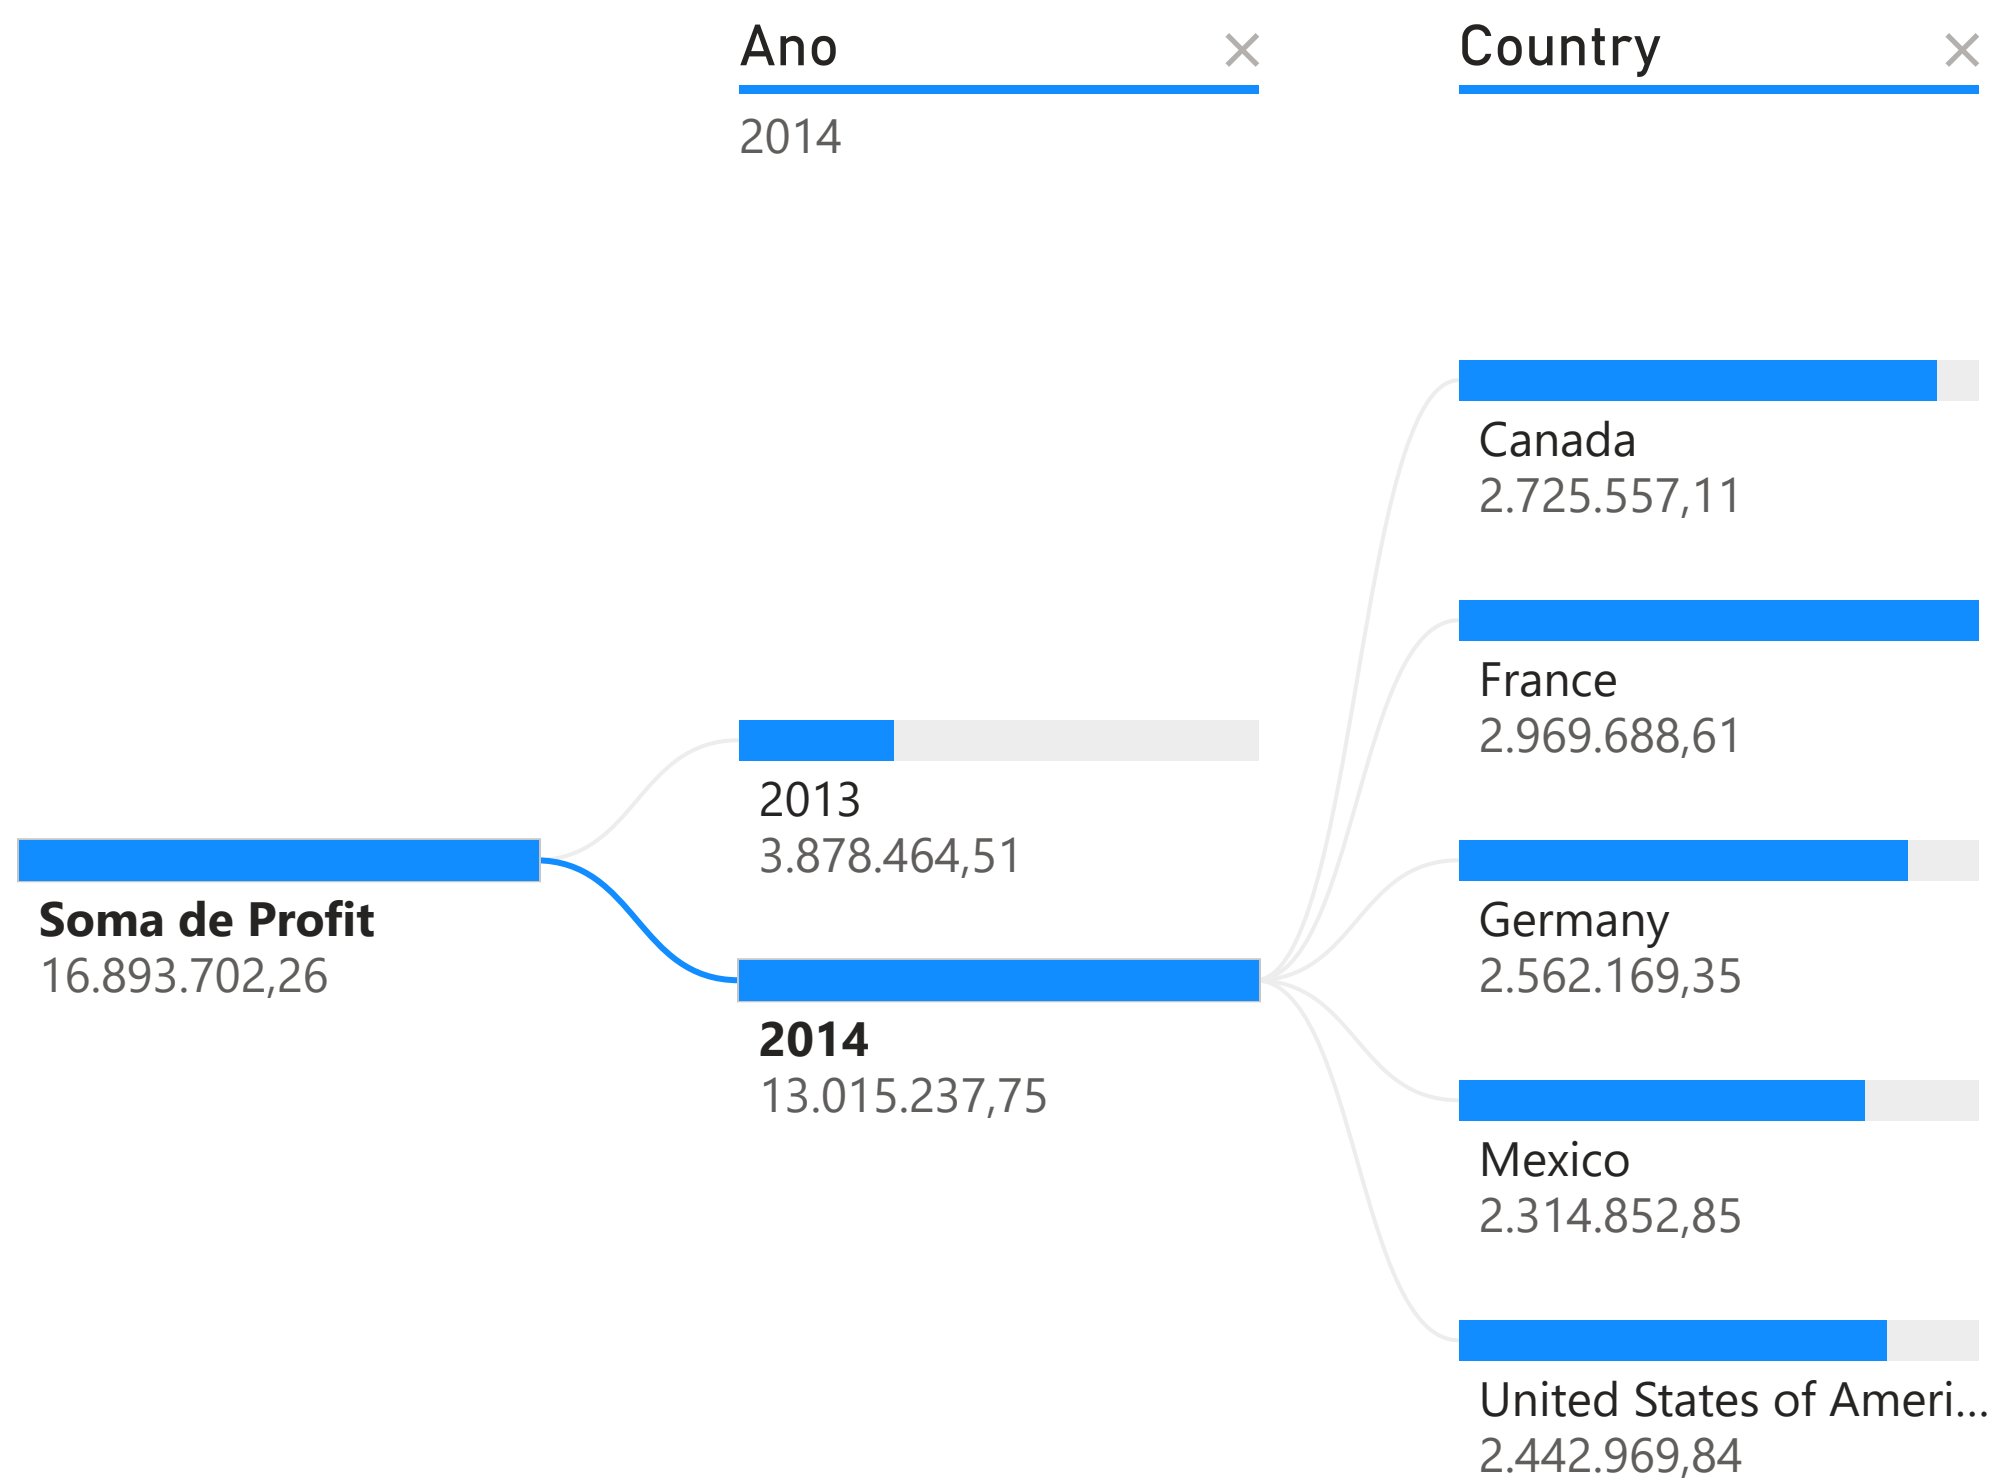 Ano
2014
Country
Soma de Profit
16.893.702,26
2013
3.878.464,51
2014
13.015.237,75
Canada
2.725.557,11
France
2.969.688,61
Germany
2.562.169,35
Mexico
2.314.852,85
United States of Ameri...
2.442.969,84